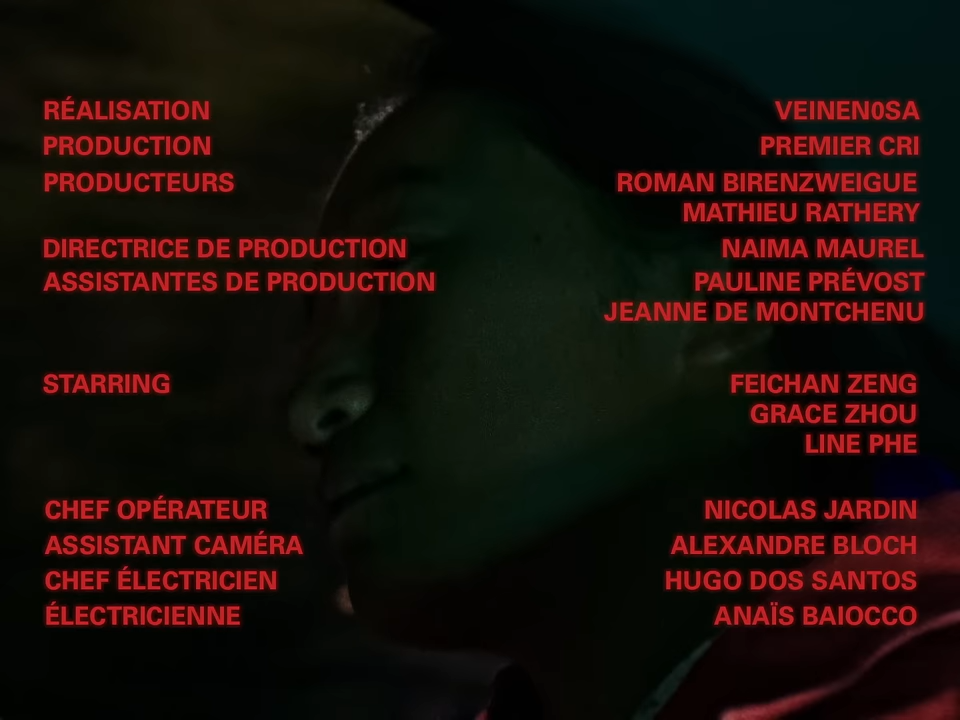 RÉALISATION VEINEN0SA
PRODUCTION PREMIER CRI
PRODUCTEURS ROMAN BIRENZWEIGUE
MATHIEU RATHERY
DIRECTRICE DE PRODUCTION NAIMA MAUREL
ASSISTANTES DE PRODUCTION PAULINE PRÉVOST
JEANNE DE MONTCHENU
STARRING FEICHAN ZENG
GRACE ZHOU
LINE PHE
CHEF OPÉRATEUR NICOLAS JARDIN
ASSISTANT CAMÉRA ALEXANDRE BLOCH
CHEF ÉLECTRICIEN HUGO DOS SANTOS
ÉLECTRICIENNE ANAÏS BAIOCCO